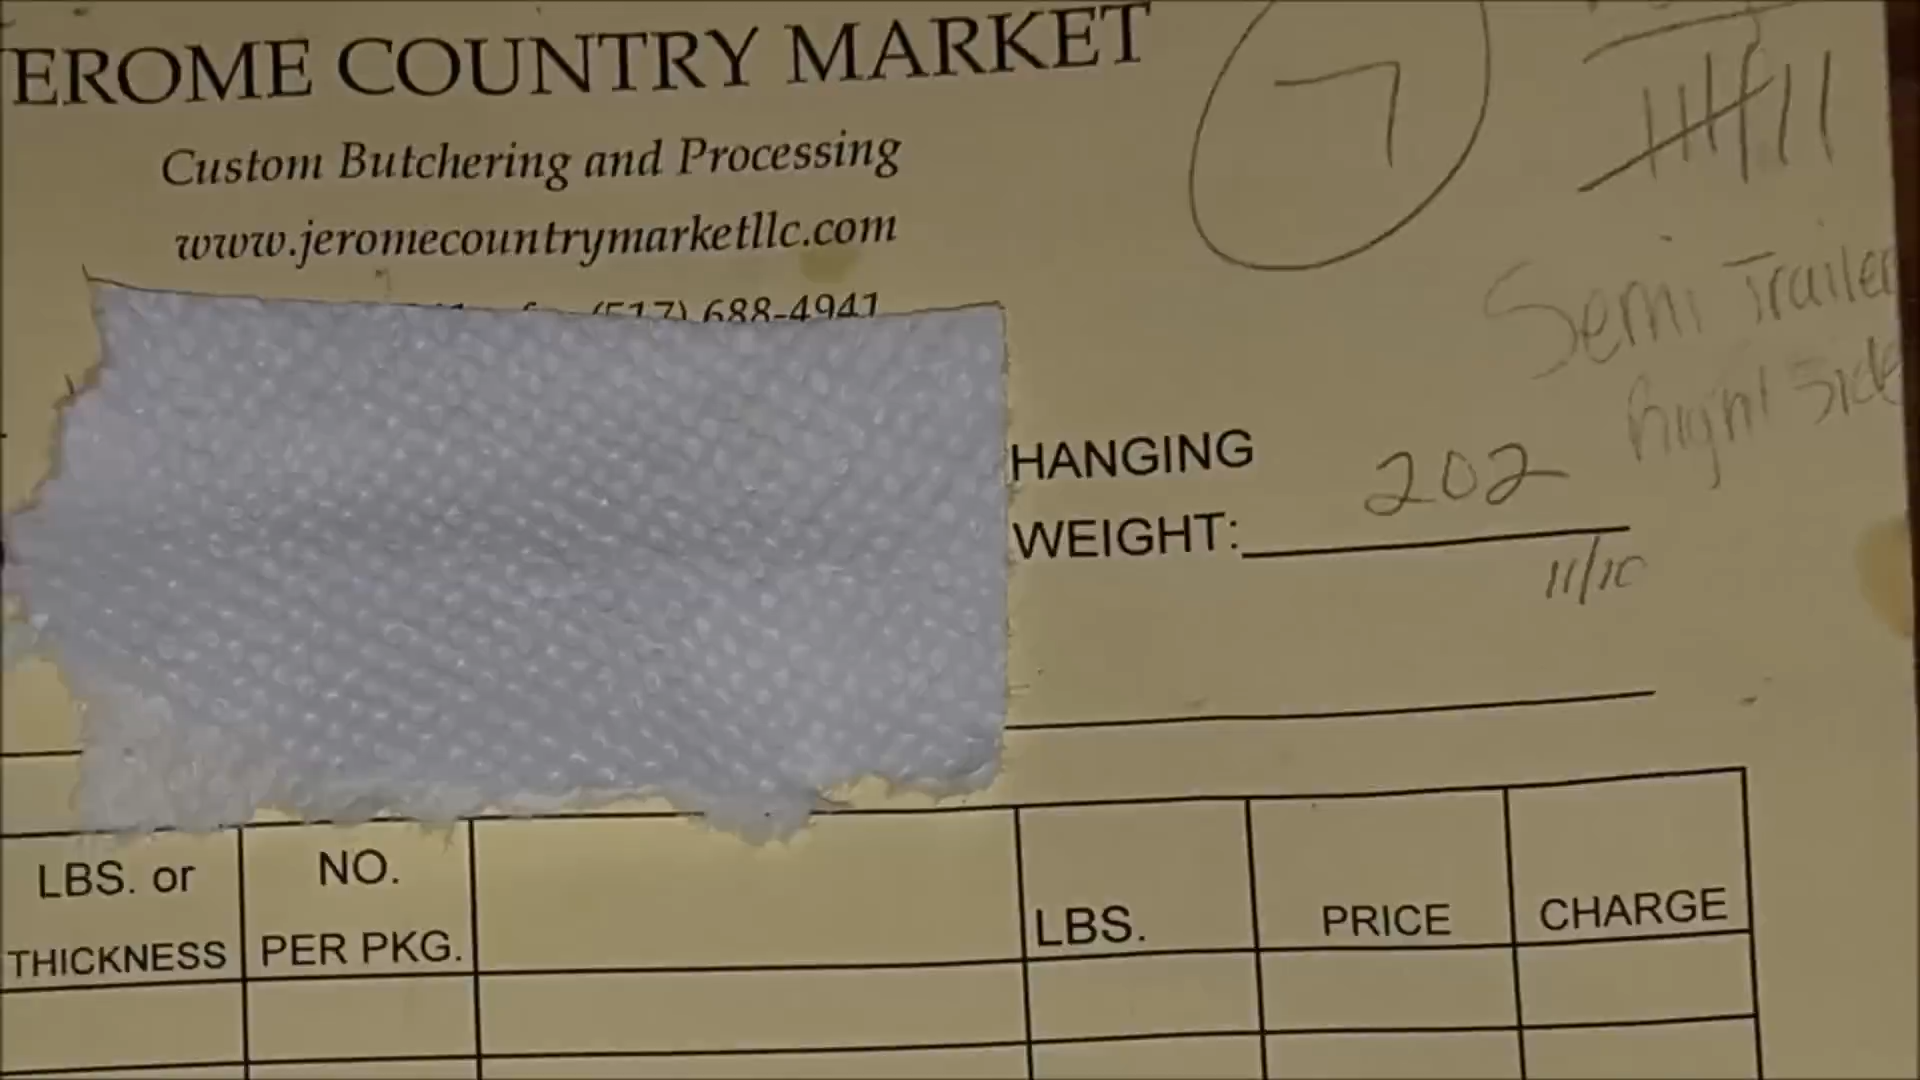 EROME COUNTRY MARKET
Custom Butchering and Processing
www.jeromecountrymarketllc.com
(517) 688-4941
7
Semi Trailer
Right Side
HANGING
WEIGHT: 202
11/10
LBS. or
THICKNESS
NO.
PER PKG.
LBS.
PRICE
CHARGE